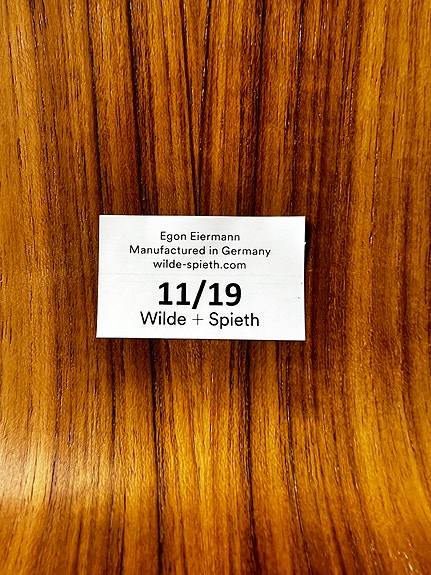 Egon Eiermann
Manufactured in Germany
wilde-spieth.com
11/19
Wilde + Spieth